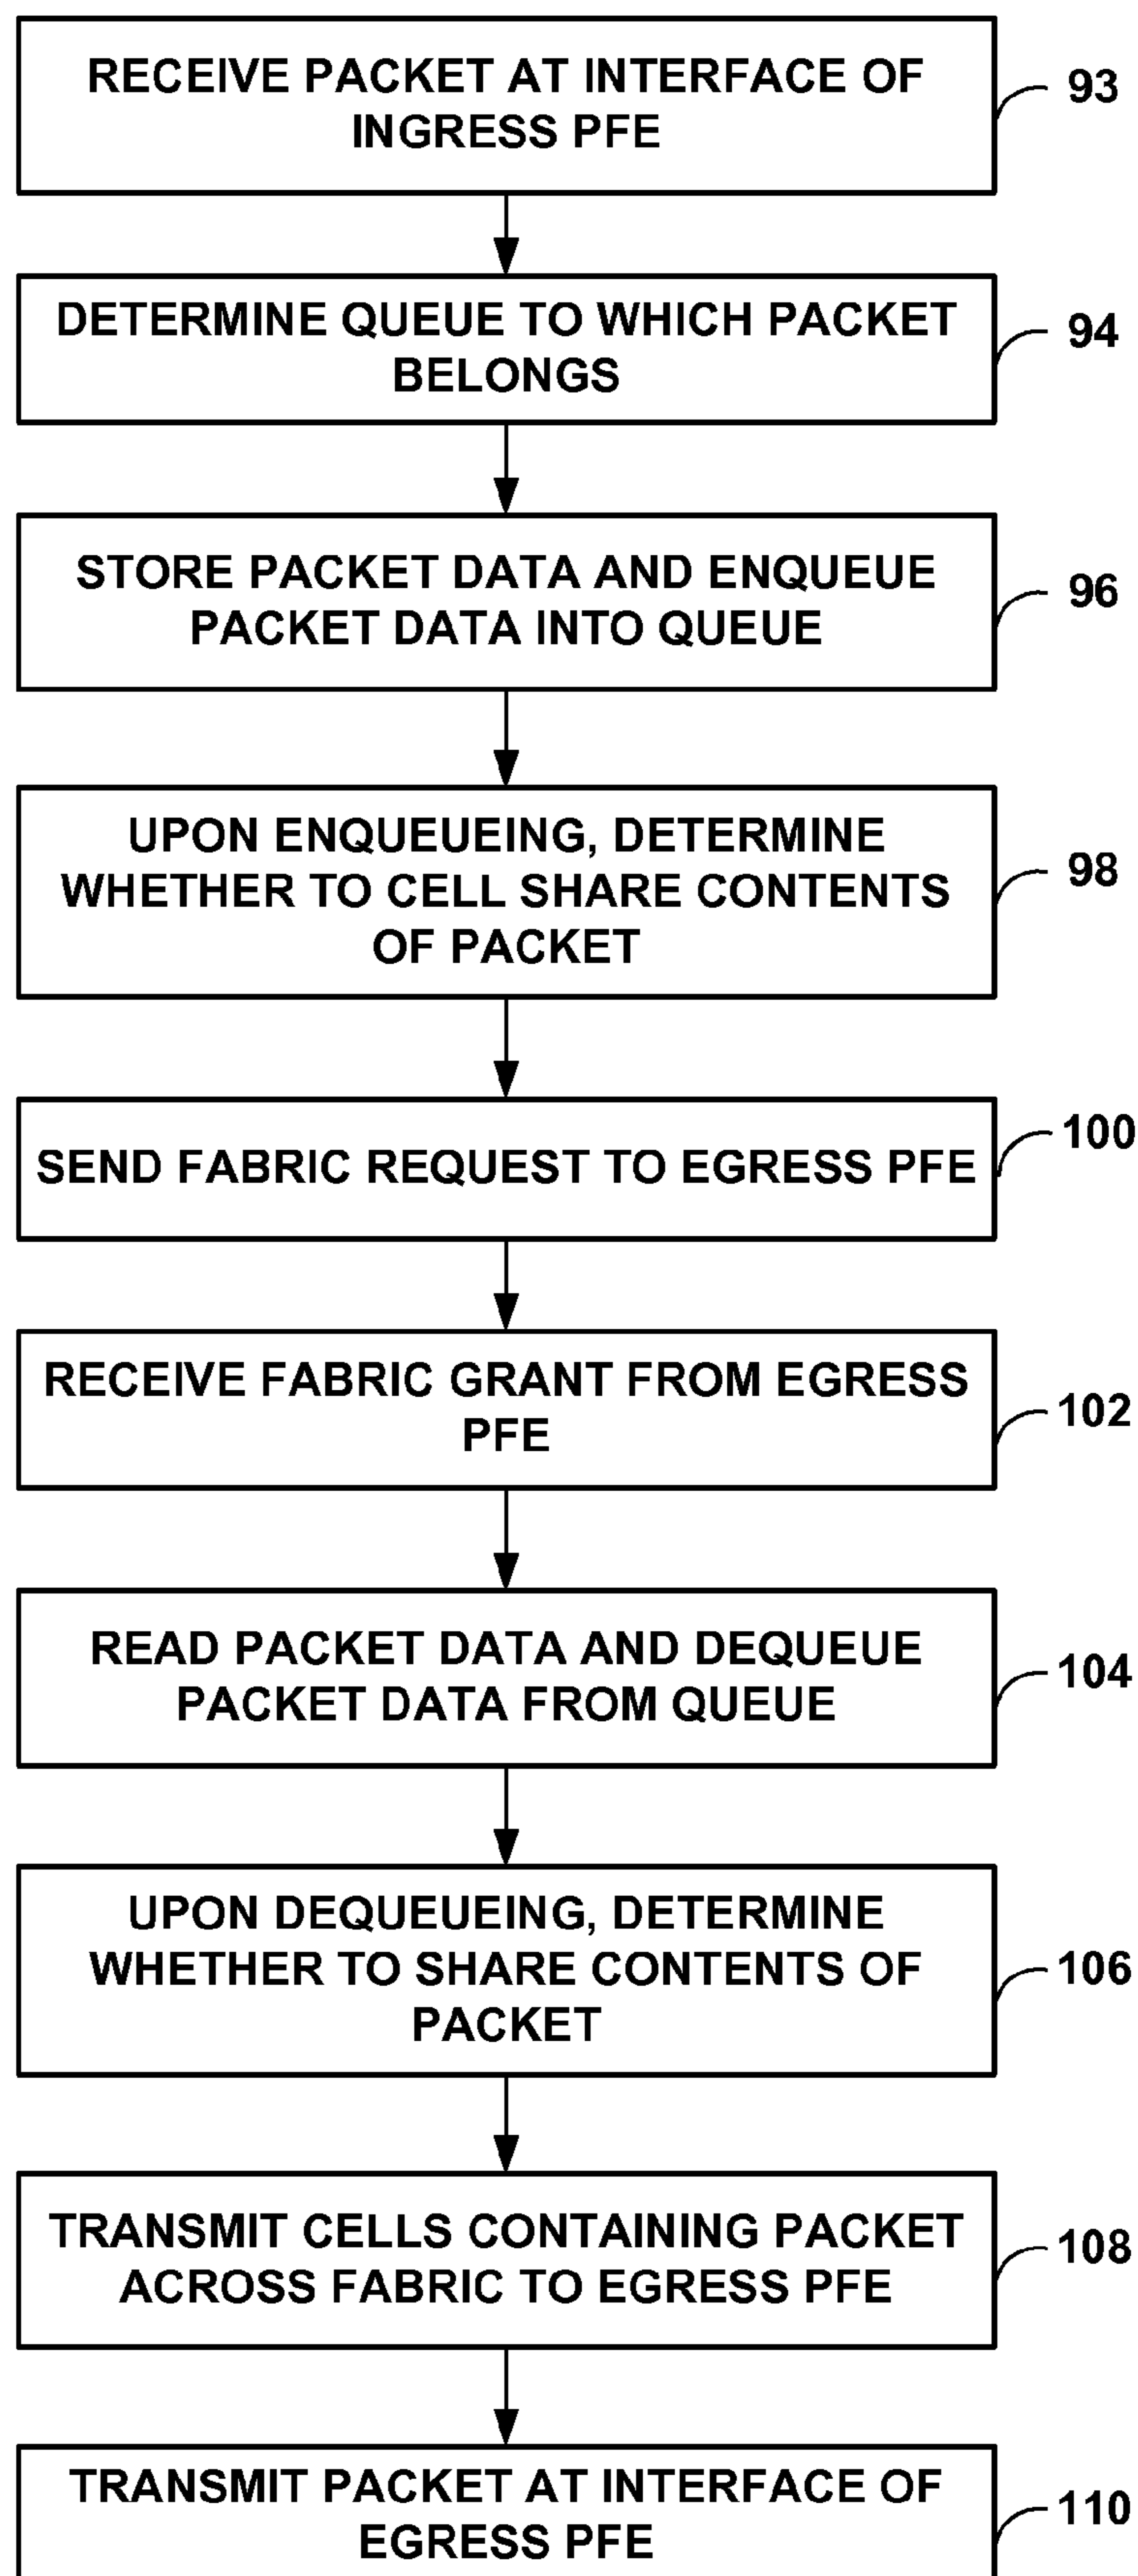 RECEIVE PACKET AT INTERFACE OF
INGRESS PFE
93
DETERMINE QUEUE TO WHICH PACKET
BELONGS
94
STORE PACKET DATA AND ENQUEUE
PACKET DATA INTO QUEUE
96
UPON ENQUEUEING, DETERMINE
WHETHER TO CELL SHARE CONTENTS
OF PACKET
98
SEND FABRIC REQUEST TO EGRESS PFE
100
RECEIVE FABRIC GRANT FROM EGRESS
PFE
102
READ PACKET DATA AND DEQUEUE
PACKET DATA FROM QUEUE
104
UPON DEQUEUEING, DETERMINE
WHETHER TO SHARE CONTENTS OF
PACKET
106
TRANSMIT CELLS CONTAINING PACKET
ACROSS FABRIC TO EGRESS PFE
108
TRANSMIT PACKET AT INTERFACE OF
EGRESS PFE
110